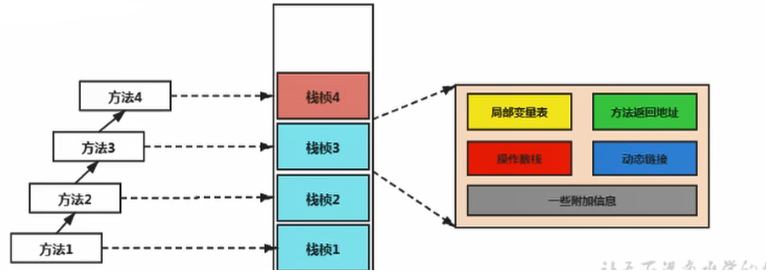 方法4
栈桢4
局部变量表
方法返回地址
方法3
栈桢3
操作数栈
动态链接
方法2
栈桢2
一些附加信息
方法1
栈桢1